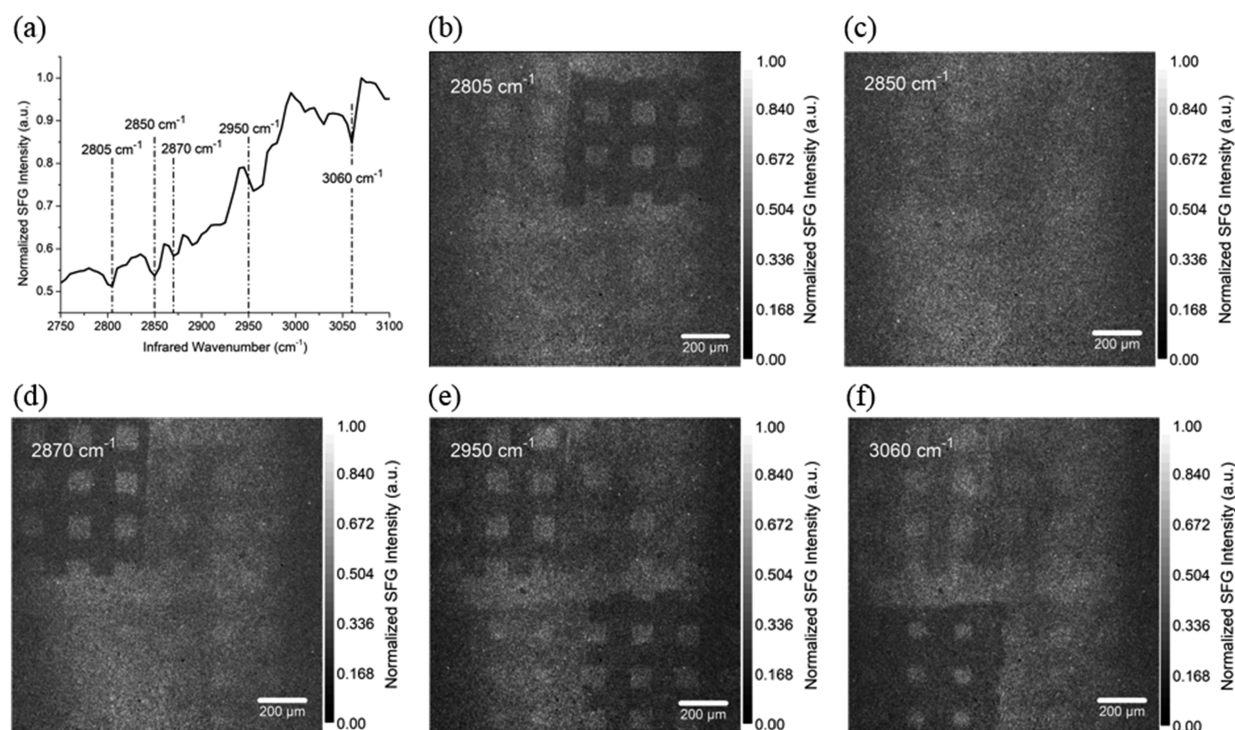 (a)
1.0
0.9
0.8
0.7
0.6
0.5
Normalized SFG Intensity (a.u.)
2805 cm-1
2850 cm-1
2870 cm-1
2950 cm-1
3060 cm-1
2750 2800 2850 2900 2950 3000 3050 3100
Infrared Wavenumber (cm-1)
(b)
2805 cm-1
200 µm
1.00
0.840
0.672
0.504
0.336
0.168
0.00
Normalized SFG Intensity (a.u.)
(c)
2850 cm-1
200 µm
1.00
0.840
0.672
0.504
0.336
0.168
0.00
Normalized SFG Intensity (a.u.)
(d)
2870 cm-1
200 µm
1.00
0.840
0.672
0.504
0.336
0.168
0.00
Normalized SFG Intensity (a.u.)
(e)
2950 cm-1
200 µm
1.00
0.840
0.672
0.504
0.336
0.168
0.00
Normalized SFG Intensity (a.u.)
(f)
3060 cm-1
200 µm
1.00
0.840
0.672
0.504
0.336
0.168
0.00
Normalized SFG Intensity (a.u.)